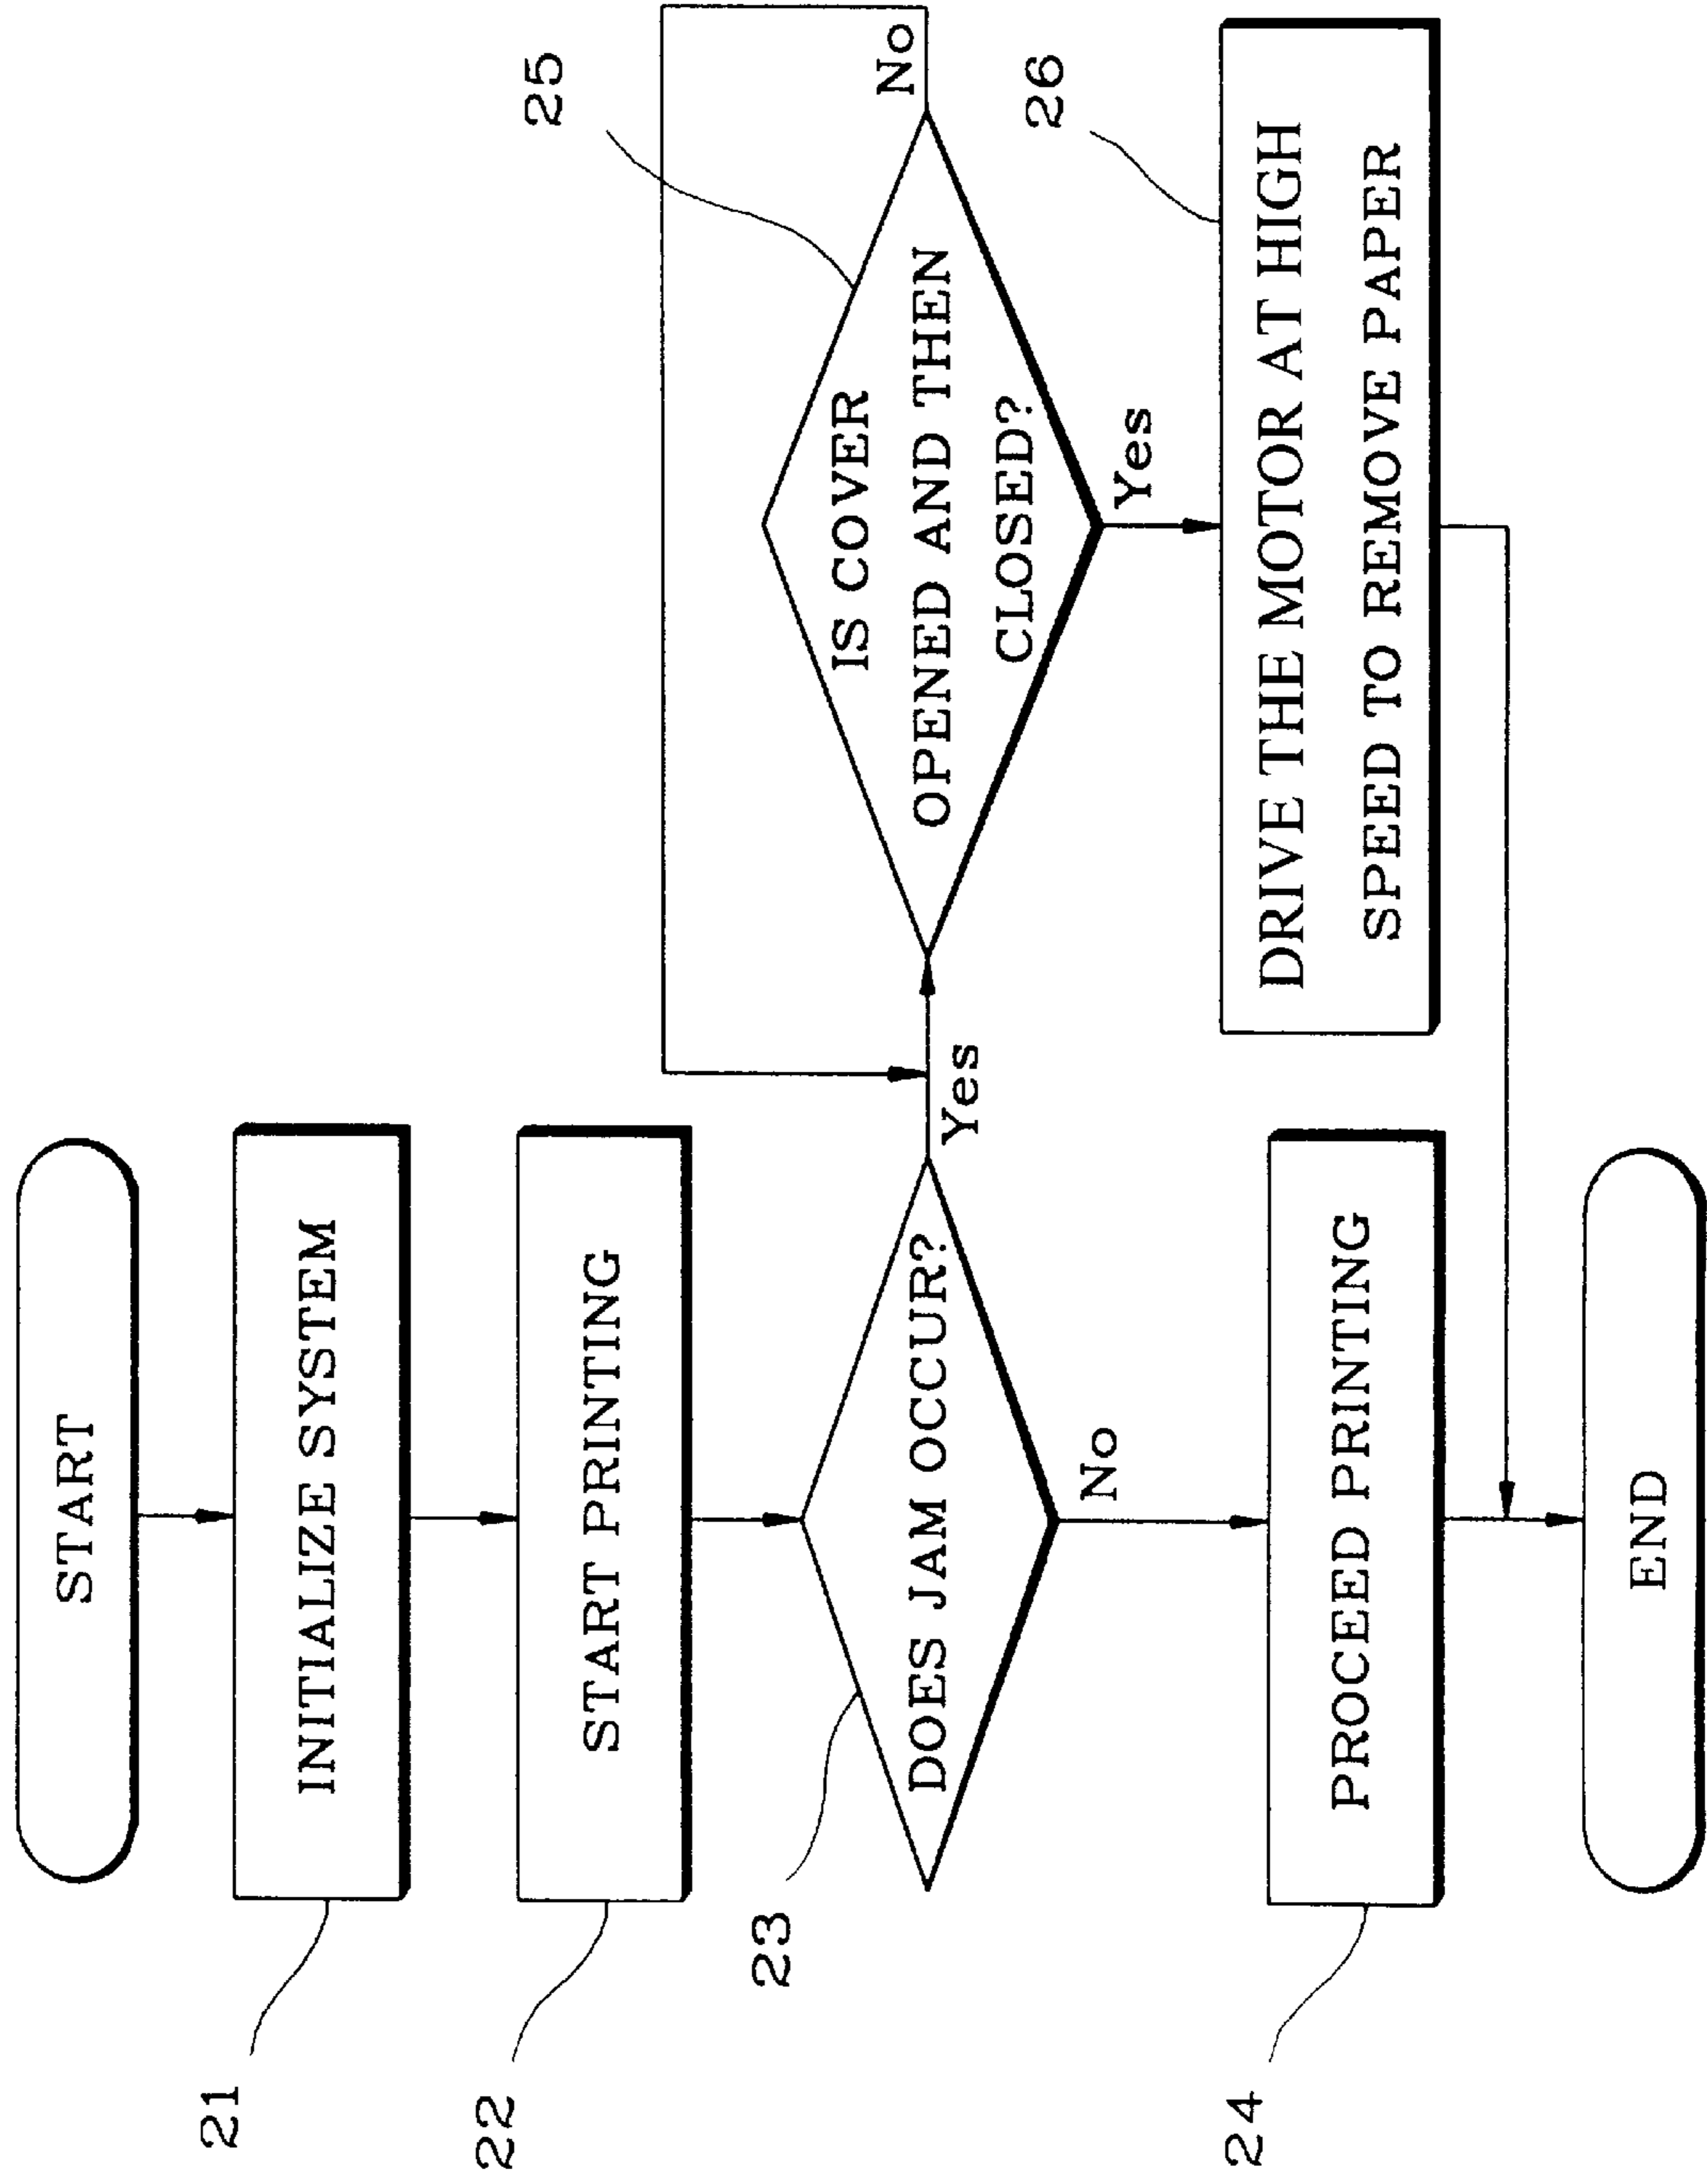 START
21
INITIALIZE SYSTEM
22
START PRINTING
23
DOES JAM OCCUR?
Yes
No
25
IS COVER
OPENED AND THEN
CLOSED?
No
Yes
24
PROCEED PRINTING
26
DRIVE THE MOTOR AT HIGH
SPEED TO REMOVE PAPER
END